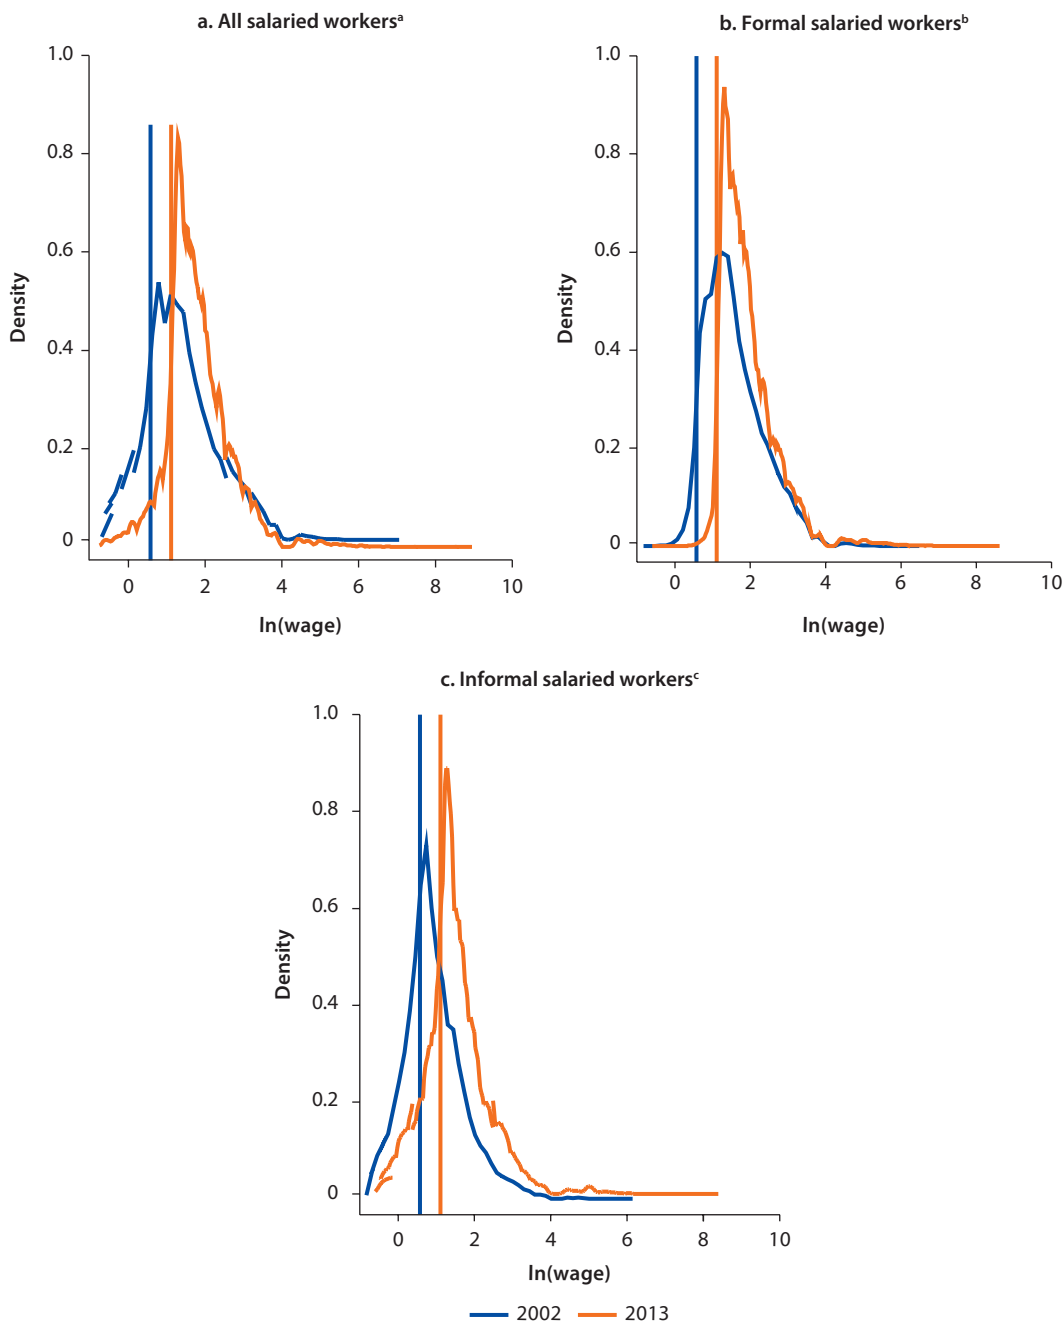 a. All salaried workersᵃ
1.0
0.8
0.6
0.4
0.2
0
Density
0 2 4 6 8 10
ln(wage)
b. Formal salaried workersᵇ
1.0
0.8
0.6
0.4
0.2
0
Density
0 2 4 6 8 10
ln(wage)
c. Informal salaried workersᶜ
1.0
0.8
0.6
0.4
0.2
0
Density
0 2 4 6 8 10
ln(wage)
2002 2013